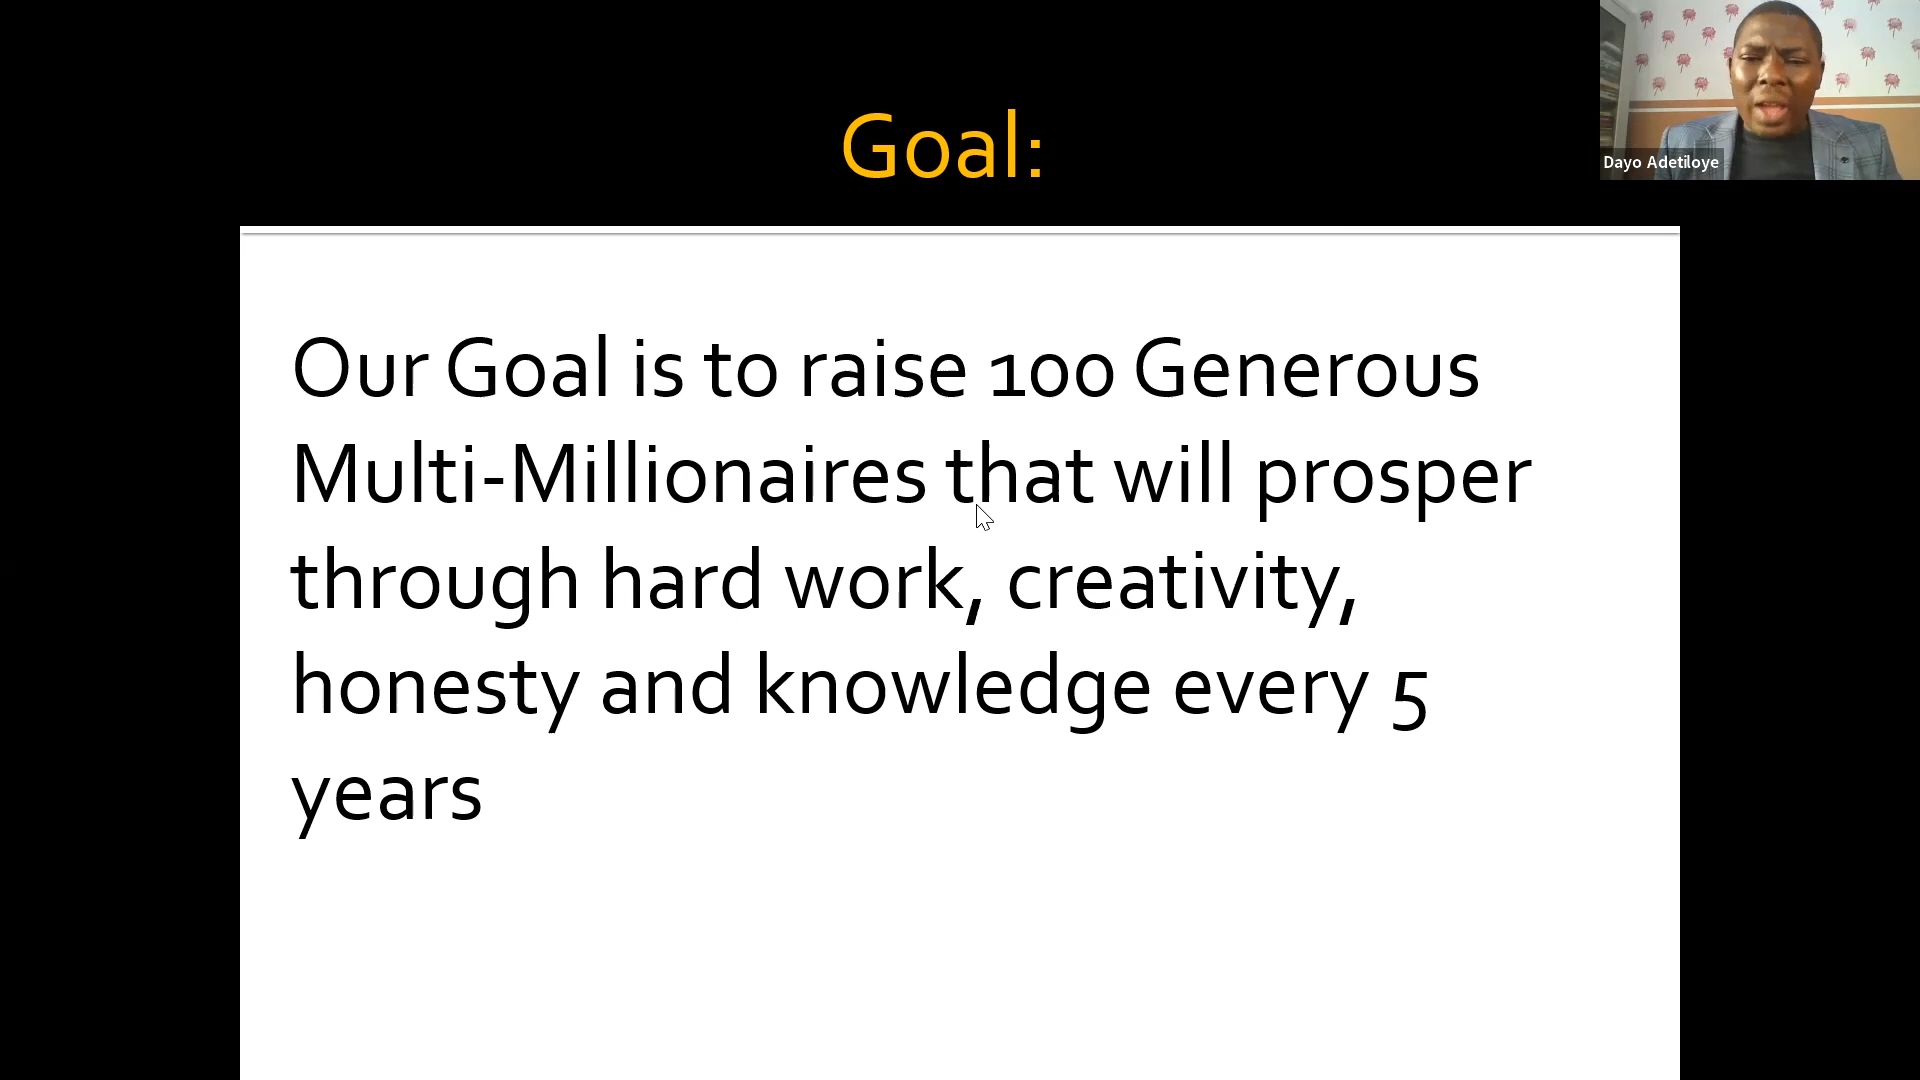 Goal:
Dayo Adetiloye
Our Goal is to raise 100 Generous
Multi-Millionaires that will prosper
through hard work, creativity,
honesty and knowledge every 5
years